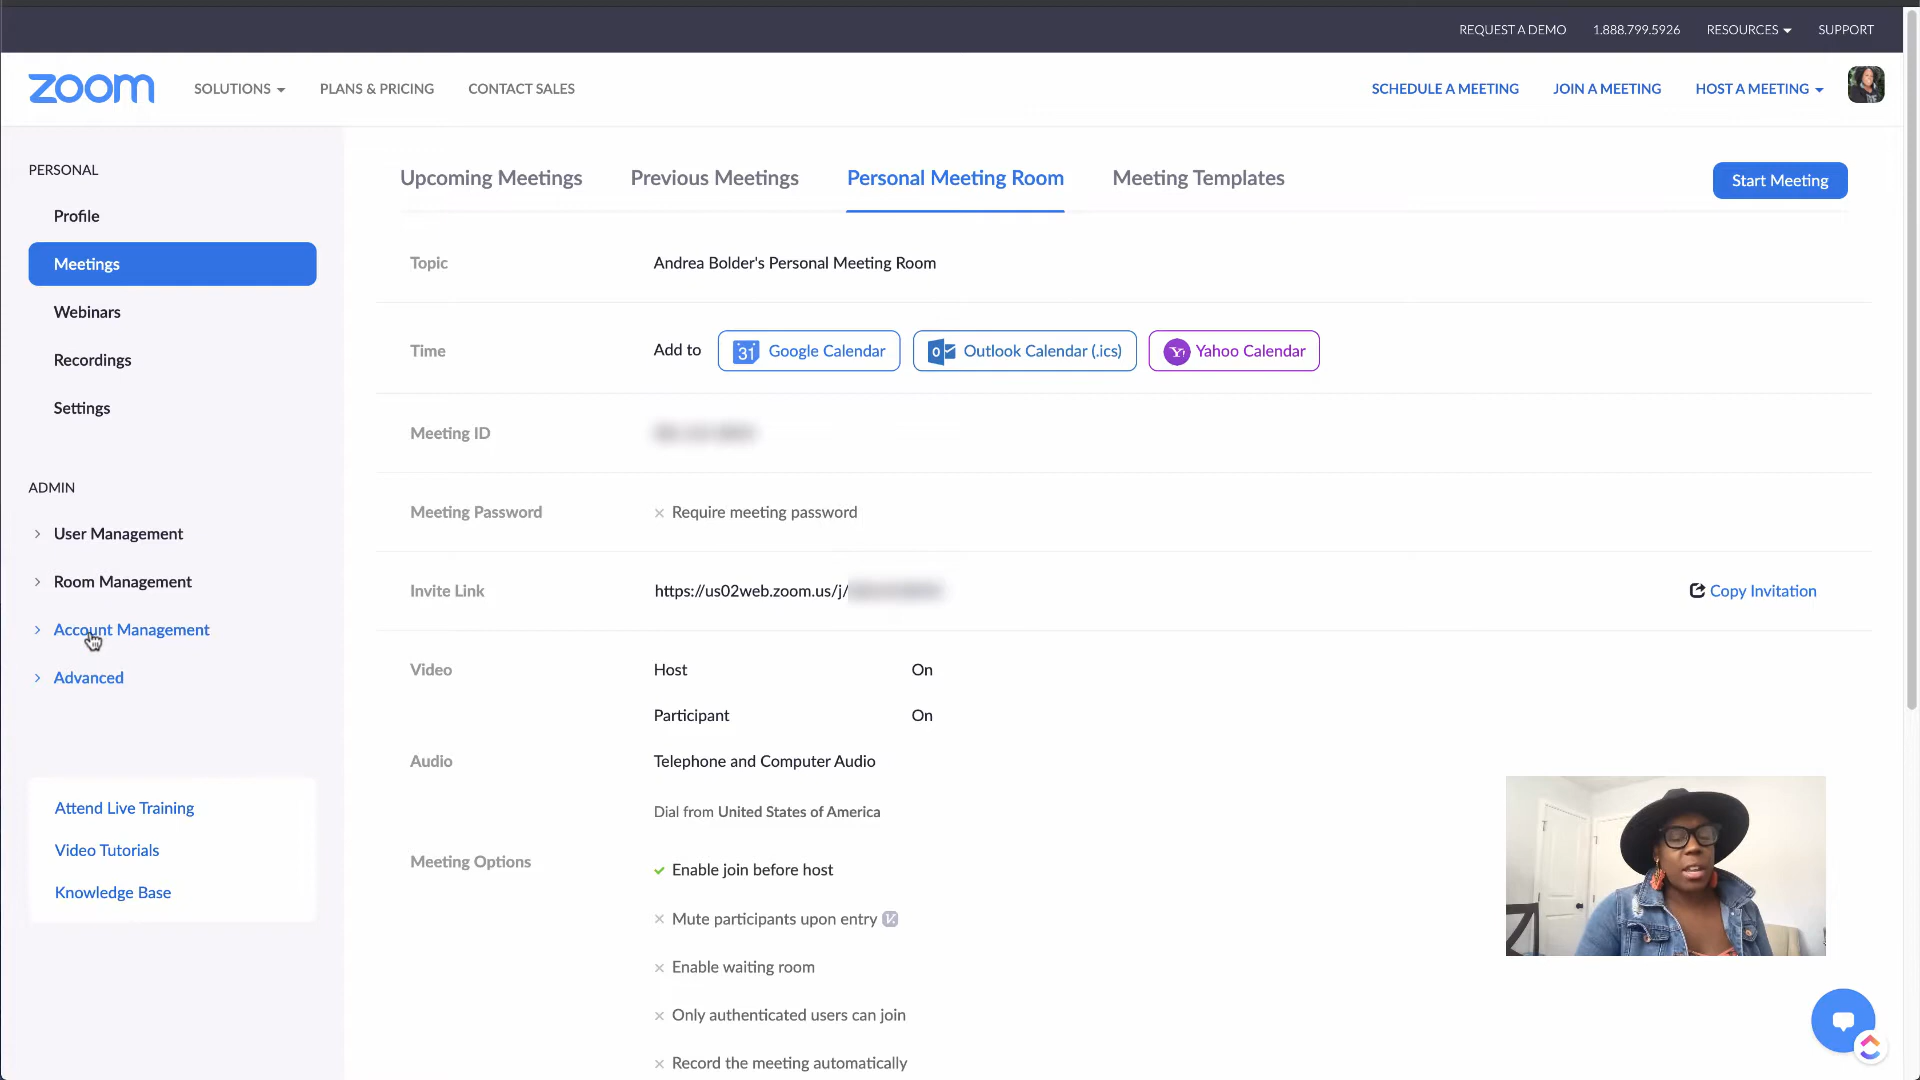 REQUEST A DEMO 1.888.799.5926 RESOURCES SUPPORT
zoom SOLUTIONS PLANS & PRICING CONTACT SALES SCHEDULE A MEETING JOIN A MEETING HOST A MEETING
PERSONAL
Profile
Meetings
Webinars
Recordings
Settings
ADMIN
User Management
Room Management
Account Management
Advanced
Attend Live Training
Video Tutorials
Knowledge Base
Upcoming Meetings Previous Meetings Personal Meeting Room Meeting Templates Start Meeting
Topic Andrea Bolder's Personal Meeting Room
Time Add to 31 Google Calendar Outlook Calendar (.ics) Yahoo Calendar
Meeting ID
Meeting Password × Require meeting password
Invite Link https://us02web.zoom.us/j/ Copy Invitation
Video Host On
Participant On
Audio Telephone and Computer Audio
Dial from United States of America
Meeting Options Enable join before host
× Mute participants upon entry
× Enable waiting room
× Only authenticated users can join
× Record the meeting automatically